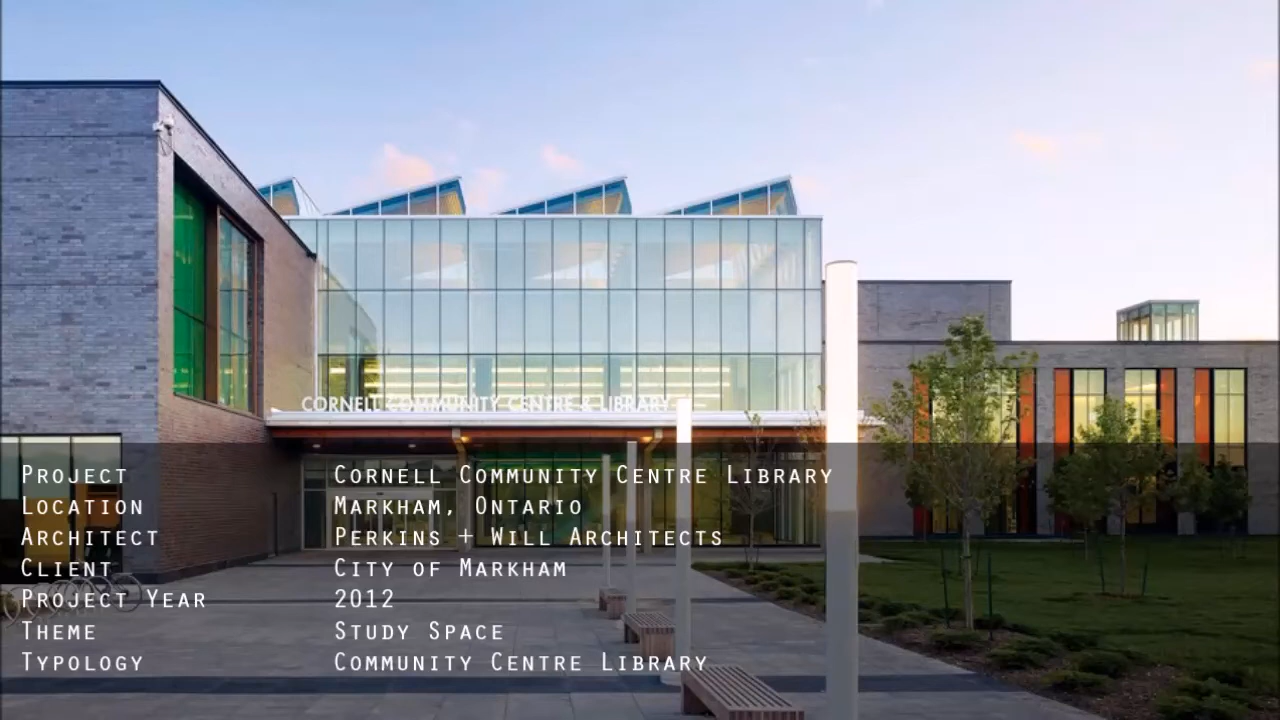 CORNELL COMMUNITY CENTRE & LIBRARY
PROJECT CORNELL COMMUNITY CENTRE LIBRARY
LOCATION MARKHAM, ONTARIO
ARCHITECT PERKINS + WILL ARCHITECTS
CLIENT CITY OF MARKHAM
PROJECT YEAR 2012
THEME STUDY SPACE
TYPOLOGY COMMUNITY CENTRE LIBRARY